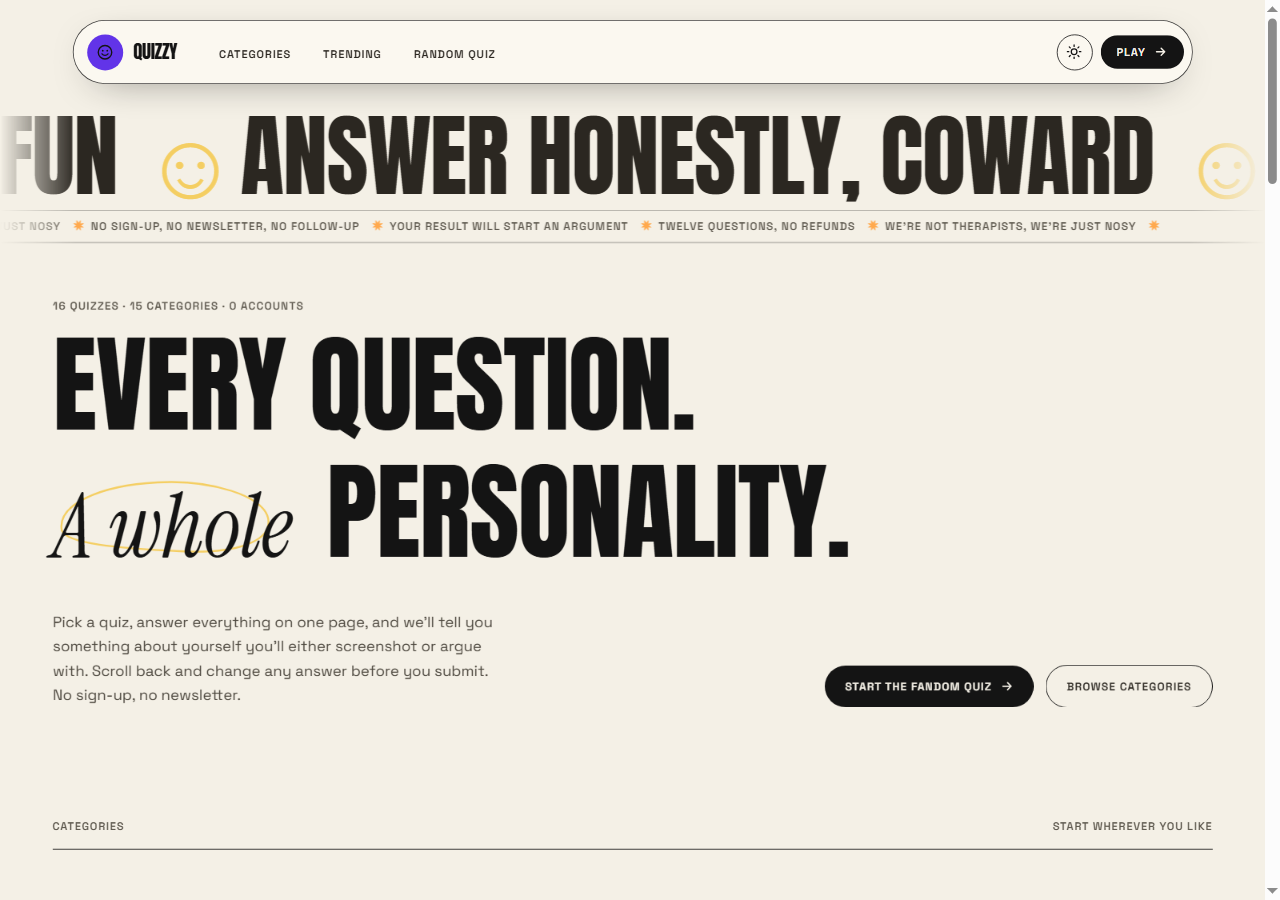 QUIZZY
CATEGORIES TRENDING RANDOM QUIZ
PLAY
FUN ANSWER HONESTLY, COWARD
NOSY NO SIGN-UP, NO NEWSLETTER, NO FOLLOW-UP YOUR RESULT WILL START AN ARGUMENT TWELVE QUESTIONS, NO REFUNDS WE'RE NOT THERAPISTS, WE'RE JUST NOSY
16 QUIZZES · 15 CATEGORIES · 0 ACCOUNTS
EVERY QUESTION.
A whole PERSONALITY.
Pick a quiz, answer everything on one page, and we'll tell you
something about yourself you'll either screenshot or argue
with. Scroll back and change any answer before you submit.
No sign-up, no newsletter.
START THE FANDOM QUIZ
BROWSE CATEGORIES
CATEGORIES
START WHEREVER YOU LIKE